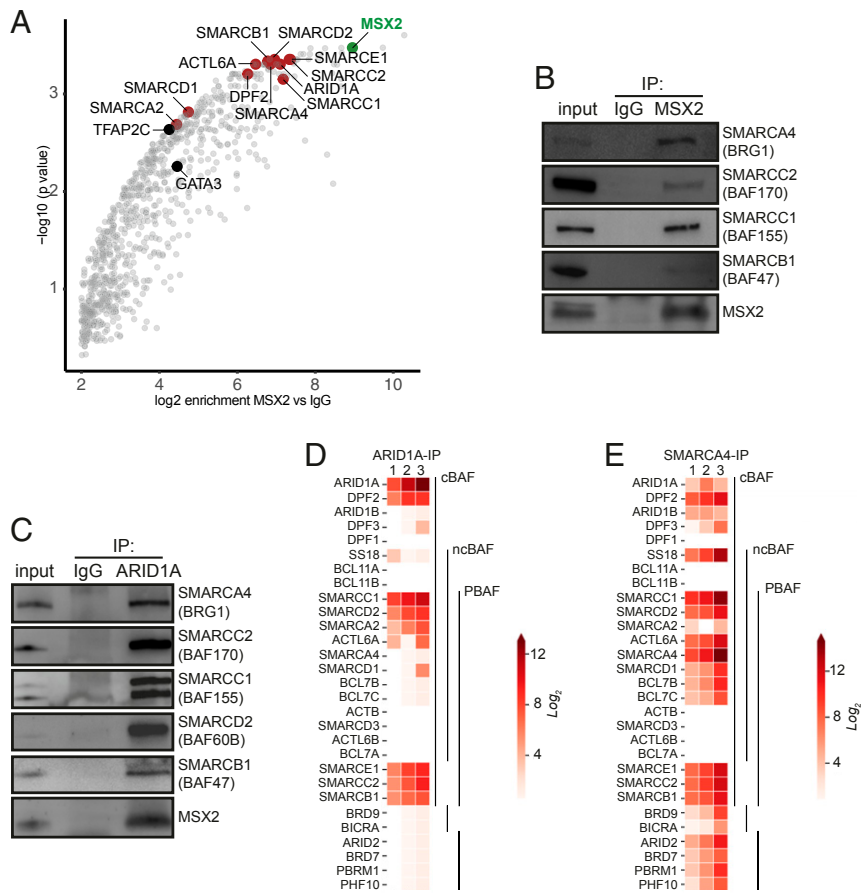 A
SMARCB1
SMARCD2
MSX2
ACTL6A
SMARCE1
SMARCC2
ARID1A
SMARCC1
DPF2
SMARCA4
SMARCD1
SMARCA2
TFAP2C
GATA3
3
2
1
−log10 (p value)
2
4
6
8
10
log2 enrichment MSX2 vs IgG
B
IP:
input
IgG
MSX2
SMARCA4
(BRG1)
SMARCC2
(BAF170)
SMARCC1
(BAF155)
SMARCB1
(BAF47)
MSX2
C
IP:
input
IgG
ARID1A
SMARCA4
(BRG1)
SMARCC2
(BAF170)
SMARCC1
(BAF155)
SMARCD2
(BAF60B)
SMARCB1
(BAF47)
MSX2
D
ARID1A-IP
1 2 3
cBAF
ncBAF
PBAF
ARID1A
DPF2
ARID1B
DPF3
DPF1
SS18
BCL11A
BCL11B
SMARCC1
SMARCD2
SMARCA2
ACTL6A
SMARCA4
SMARCD1
BCL7B
BCL7C
ACTB
SMARCD3
ACTL6B
BCL7A
SMARCE1
SMARCC2
SMARCB1
BRD9
BICRA
ARID2
BRD7
PBRM1
PHF10
12
8
4
Log2
E
SMARCA4-IP
1 2 3
cBAF
ncBAF
PBAF
ARID1A
DPF2
ARID1B
DPF3
DPF1
SS18
BCL11A
BCL11B
SMARCC1
SMARCD2
SMARCA2
ACTL6A
SMARCA4
SMARCD1
BCL7B
BCL7C
ACTB
SMARCD3
ACTL6B
BCL7A
SMARCE1
SMARCC2
SMARCB1
BRD9
BICRA
ARID2
BRD7
PBRM1
PHF10
12
8
4
Log2